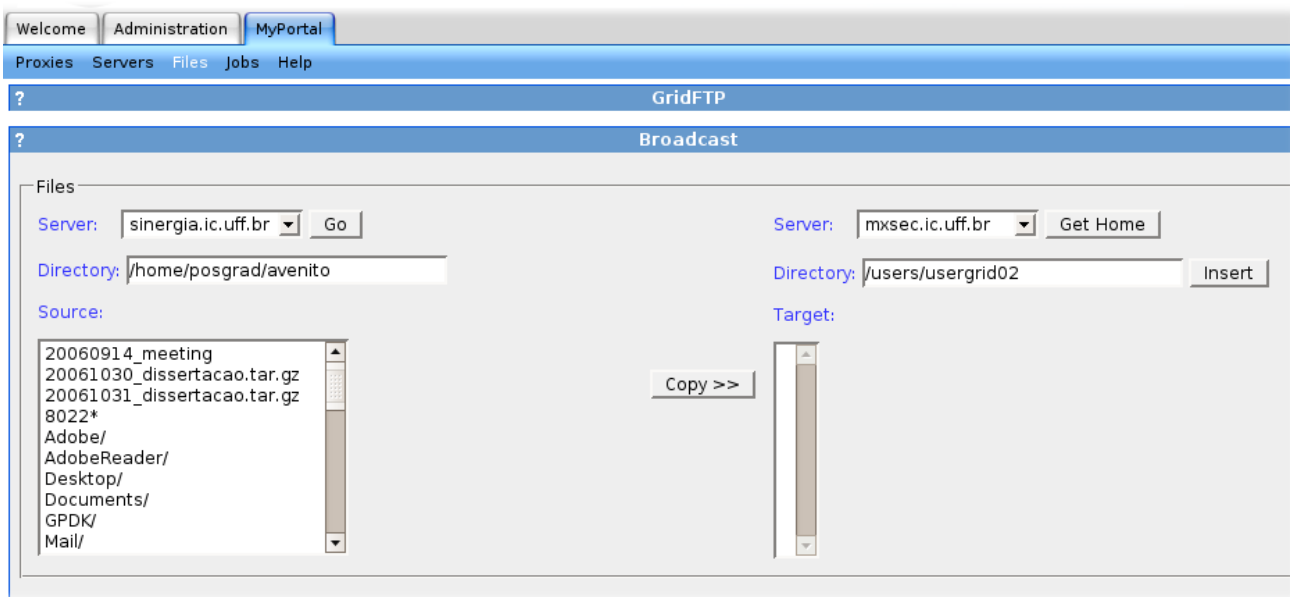 Welcome Administration MyPortal
Proxies Servers Files Jobs Help
? GridFTP
? Broadcast
Files
Server: sinergia.ic.uff.br Go
Directory: /home/posgrad/avenito
Source:
20060914_meeting
20061030_dissertacao.tar.gz
20061031_dissertacao.tar.gz
8022*
Adobe/
AdobeReader/
Desktop/
Documents/
GPDK/
Mail/
Copy >>
Server: mxsec.ic.uff.br Get Home
Directory: /users/usergrid02 Insert
Target: